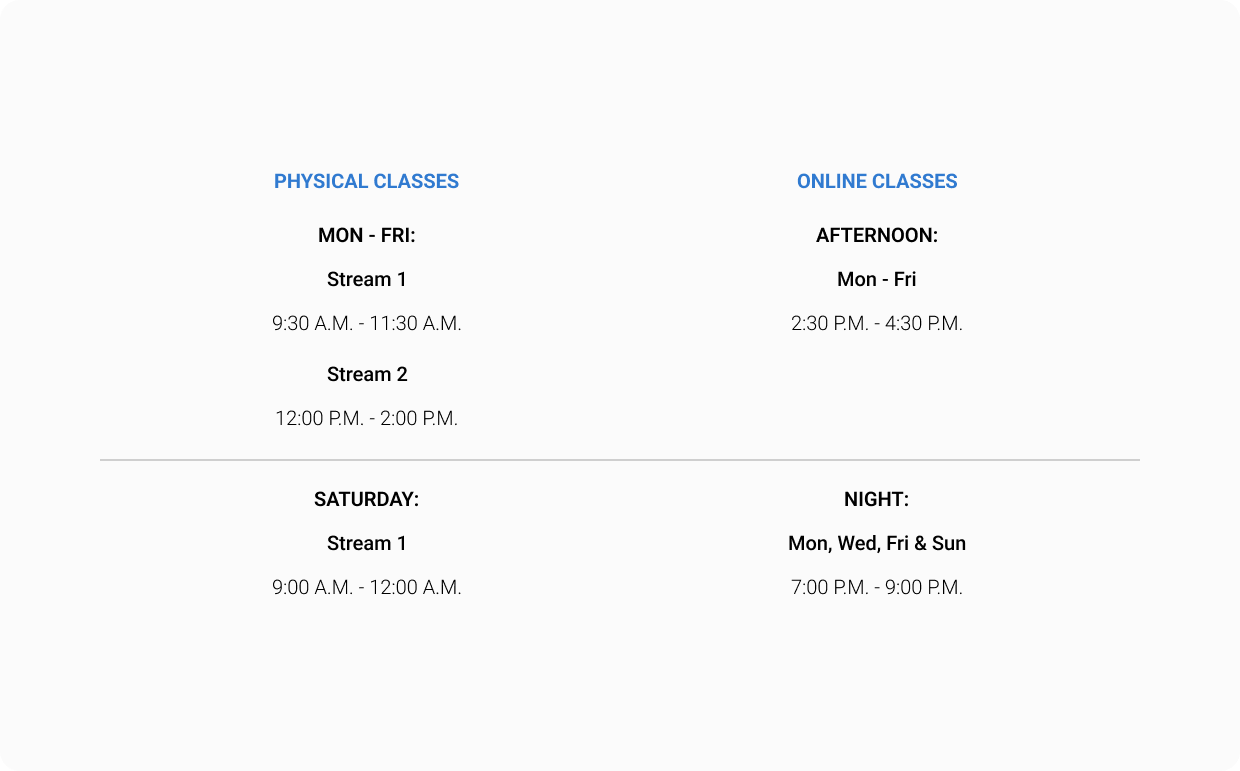 PHYSICAL CLASSES
MON - FRI:
Stream 1
9:30 A.M. - 11:30 A.M.
Stream 2
12:00 P.M. - 2:00 P.M.
SATURDAY:
Stream 1
9:00 A.M. - 12:00 A.M.
ONLINE CLASSES
AFTERNOON:
Mon - Fri
2:30 P.M. - 4:30 P.M.
NIGHT:
Mon, Wed, Fri & Sun
7:00 P.M. - 9:00 P.M.